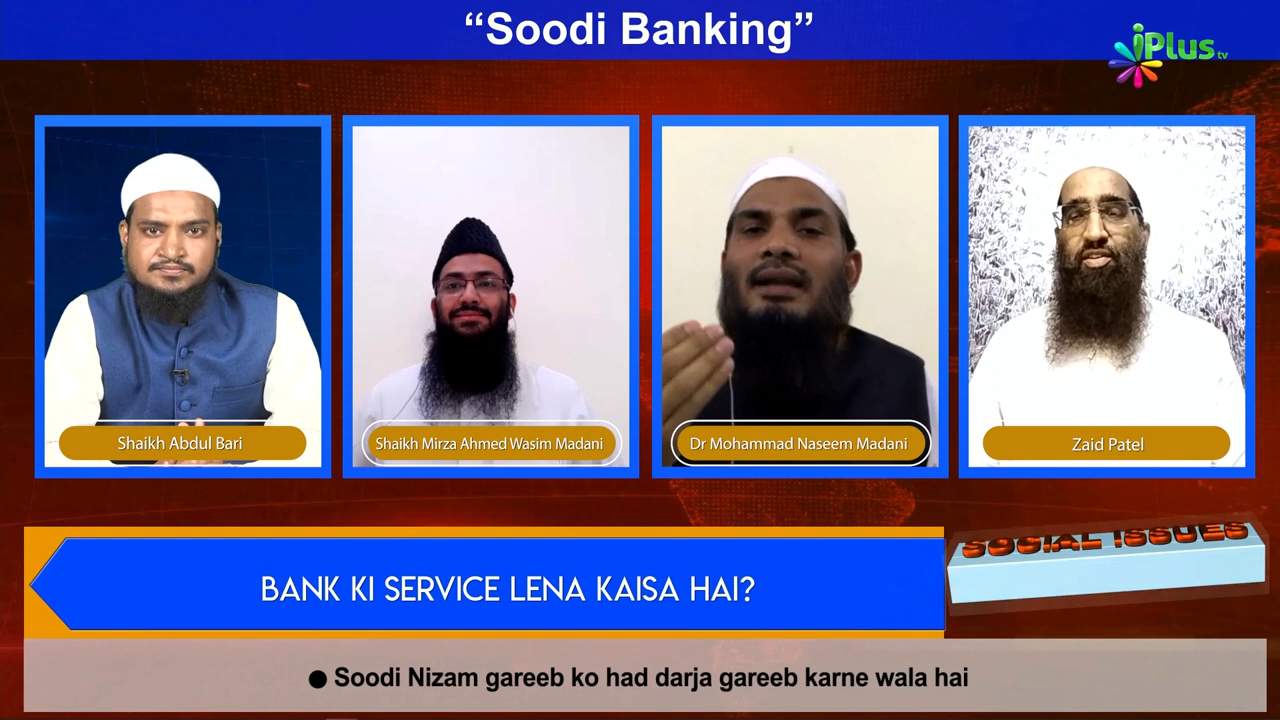 “Soodi Banking”
iPlus tv
Shaikh Abdul Bari
Shaikh Mirza Ahmed Wasim Madani
Dr Mohammad Naseem Madani
Zaid Patel
SOCIAL ISSUES
BANK KI SERVICE LENA KAISA HAI?
● Soodi Nizam gareeb ko had darja gareeb karne wala hai